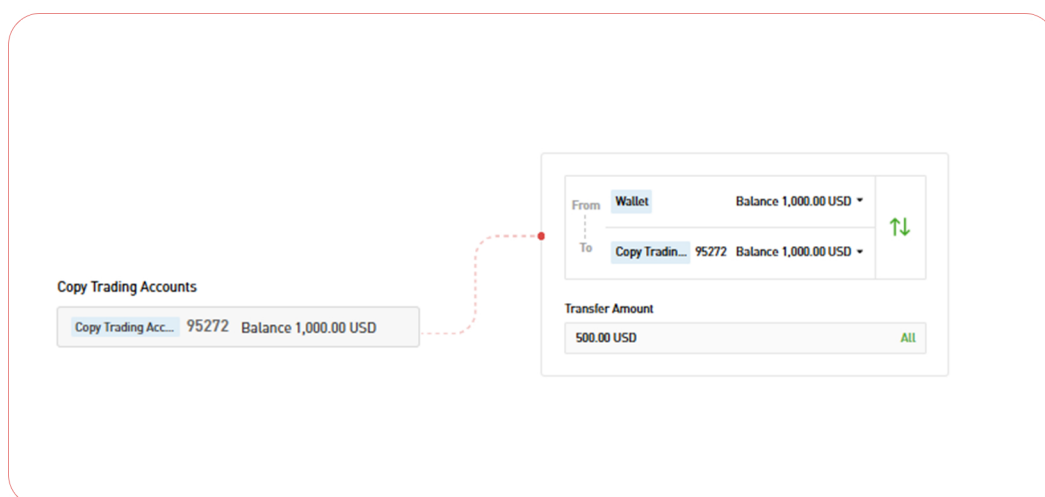 Copy Trading Accounts
Copy Trading Acc... 95272 Balance 1,000.00 USD
From Wallet Balance 1,000.00 USD
To Copy Tradin... 95272 Balance 1,000.00 USD
Transfer Amount
500.00 USD All